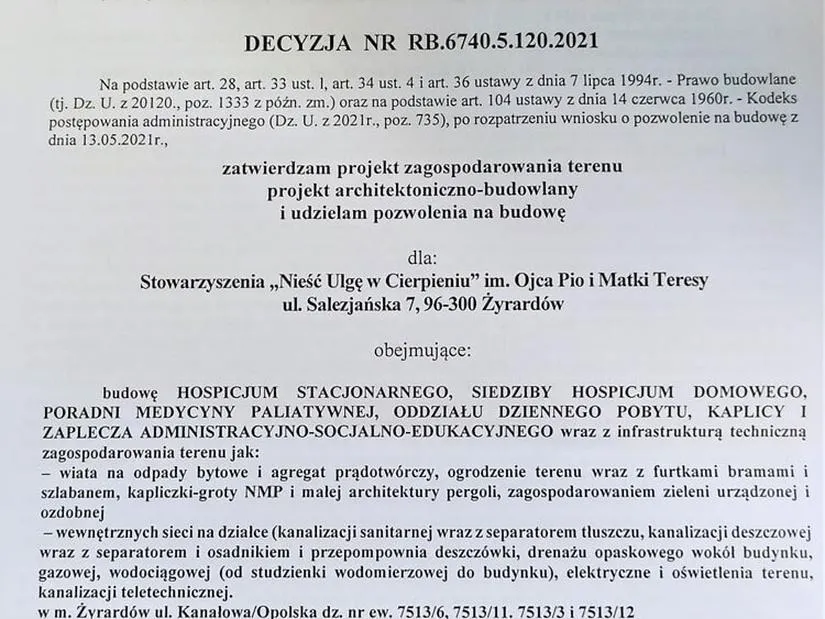 DECYZJA NR RB.6740.5.120.2021
Na podstawie art. 28, art. 33 ust. 1, art. 34 ust. 4 i art. 36 ustawy z dnia 7 lipca 1994r. - Prawo budowlane
(tj. Dz. U. z 20120., poz. 1333 z późn. zm.) oraz na podstawie art. 104 ustawy z dnia 14 czerwca 1960r. - Kodeks
postępowania administracyjnego (Dz. U. z 2021r., poz. 735), po rozpatrzeniu wniosku o pozwolenie na budowę z
dnia 13.05.2021r.,
zatwierdzam projekt zagospodarowania terenu
projekt architektoniczno-budowlany
i udzielam pozwolenia na budowę
dla:
Stowarzyszenia „Nieść Ulgę w Cierpieniu” im. Ojca Pio i Matki Teresy
ul. Salezjańska 7, 96-300 Żyrardów
obejmujące:
budowę HOSPICJUM STACJONARNEGO, SIEDZIBY HOSPICJUM DOMOWEGO,
PORADNI MEDYCYNY PALIATYWNEJ, ODDZIAŁU DZIENNEGO POBYTU, KAPLICY I
ZAPLECZA ADMINISTRACYJNO-SOCJALNO-EDUKACYJNEGO wraz z infrastrukturą techniczną
zagospodarowania terenu jak:
– wiata na odpady bytowe i agregat prądotwórczy, ogrodzenie terenu wraz z furtkami bramami i
szlabanem, kapliczki-groty NMP i małej architektury pergoli, zagospodarowaniem zieleni urządzonej i
ozdobnej
– wewnętrznych sieci na działce (kanalizacji sanitarnej wraz z separatorem tłuszczu, kanalizacji deszczowej
wraz z separatorem i osadnikiem i przepompownia deszczówki, drenażu opaskowego wokół budynku,
gazowej, wodociągowej (od studzienki wodomierzowej do budynku), elektryczne i oświetlenia terenu,
kanalizacji teletechnicznej.
w m. Żyrardów ul. Kanałowa/Opolska dz. nr ew. 7513/6, 7513/11, 7513/3 i 7513/12